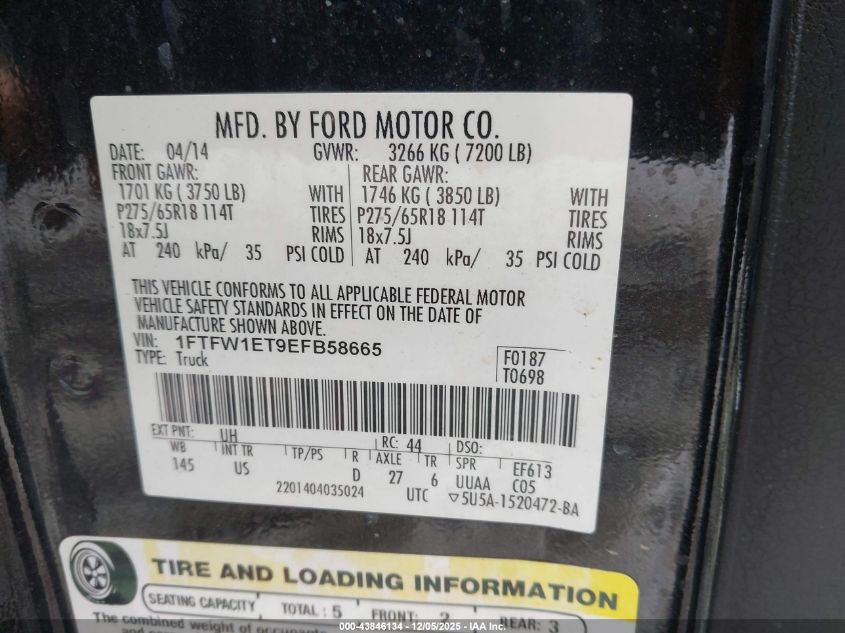 MFD. BY FORD MOTOR CO.
DATE: 04/14 GVWR: 3266 KG ( 7200 LB)
FRONT GAWR: REAR GAWR:
1701 KG ( 3750 LB) WITH 1746 KG ( 3850 LB) WITH
P275/65R18 114T TIRES P275/65R18 114T TIRES
18x7.5J RIMS 18x7.5J RIMS
AT 240 kPa/ 35 PSI COLD AT 240 kPa/ 35 PSI COLD
THIS VEHICLE CONFORMS TO ALL APPLICABLE FEDERAL MOTOR
VEHICLE SAFETY STANDARDS IN EFFECT ON THE DATE OF
MANUFACTURE SHOWN ABOVE.
VIN: 1FTFW1ET9EFB58665
TYPE: Truck
F0187
T0698
EXT PNT: UH RC: 44 DSO:
WB INT TR TP/PS R AXLE TR SPR EF613
145 US D 27 6 UUAA C05
2201404035024 UTC ▽5U5A-1520472-BA
TIRE AND LOADING INFORMATION
SEATING CAPACITY TOTAL : 5 FRONT: 2 REAR: 3
The combined weight of
000-43846134 - 12/05/2025 - IAA Inc.